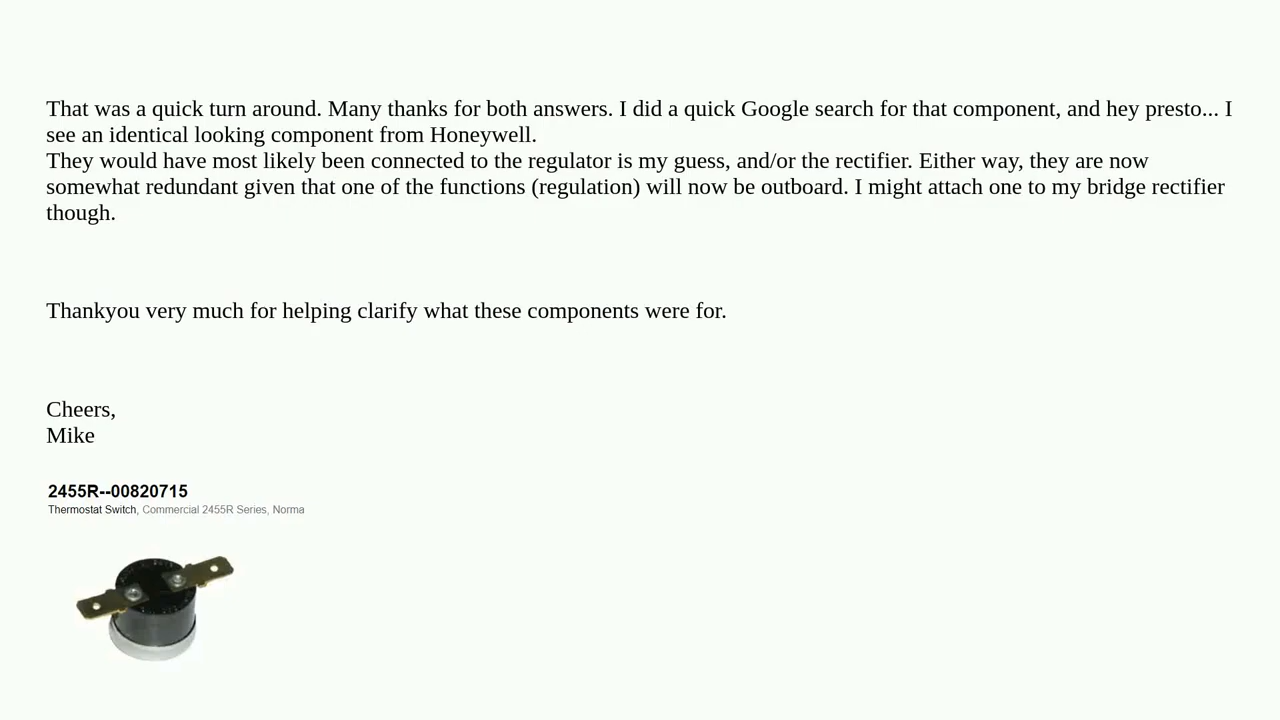 That was a quick turn around. Many thanks for both answers. I did a quick Google search for that component, and hey presto... I
see an identical looking component from Honeywell.
They would have most likely been connected to the regulator is my guess, and/or the rectifier. Either way, they are now
somewhat redundant given that one of the functions (regulation) will now be outboard. I might attach one to my bridge rectifier
though.
Thankyou very much for helping clarify what these components were for.
Cheers,
Mike
2455R--00820715
Thermostat Switch, Commercial 2455R Series, Norma